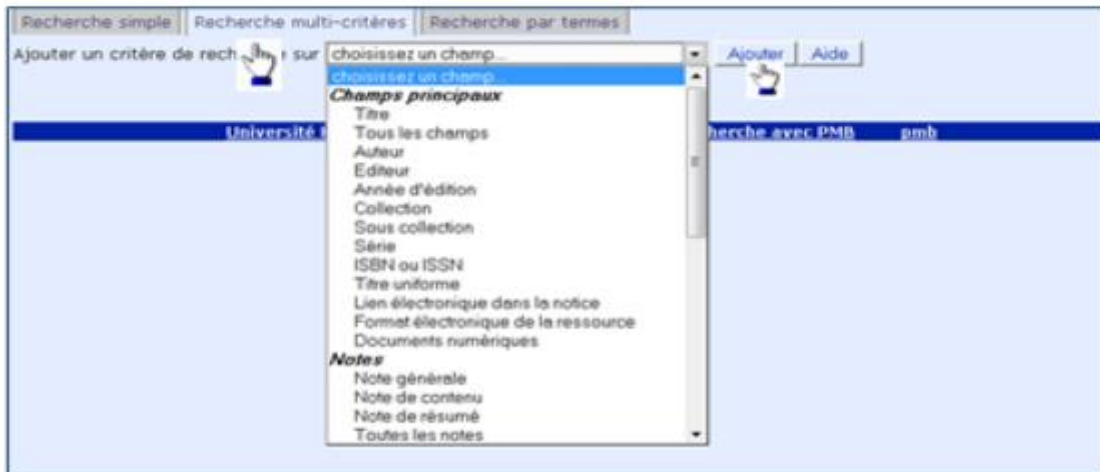 Recherche simple Recherche multi-critères Recherche par termes
Ajouter un critère de rech sur choisissez un champ... Ajouter Aide
choisissez un champ...
Champs principaux
Titre
Université herche avec PMB pmb
Tous les champs
Auteur
Editeur
Année d'édition
Collection
Sous collection
Série
ISBN ou ISSN
Titre uniforme
Lien électronique dans la notice
Format électronique de la ressource
Documents numériques
Notes
Note générale
Note de contenu
Note de résumé
Toutes les notes